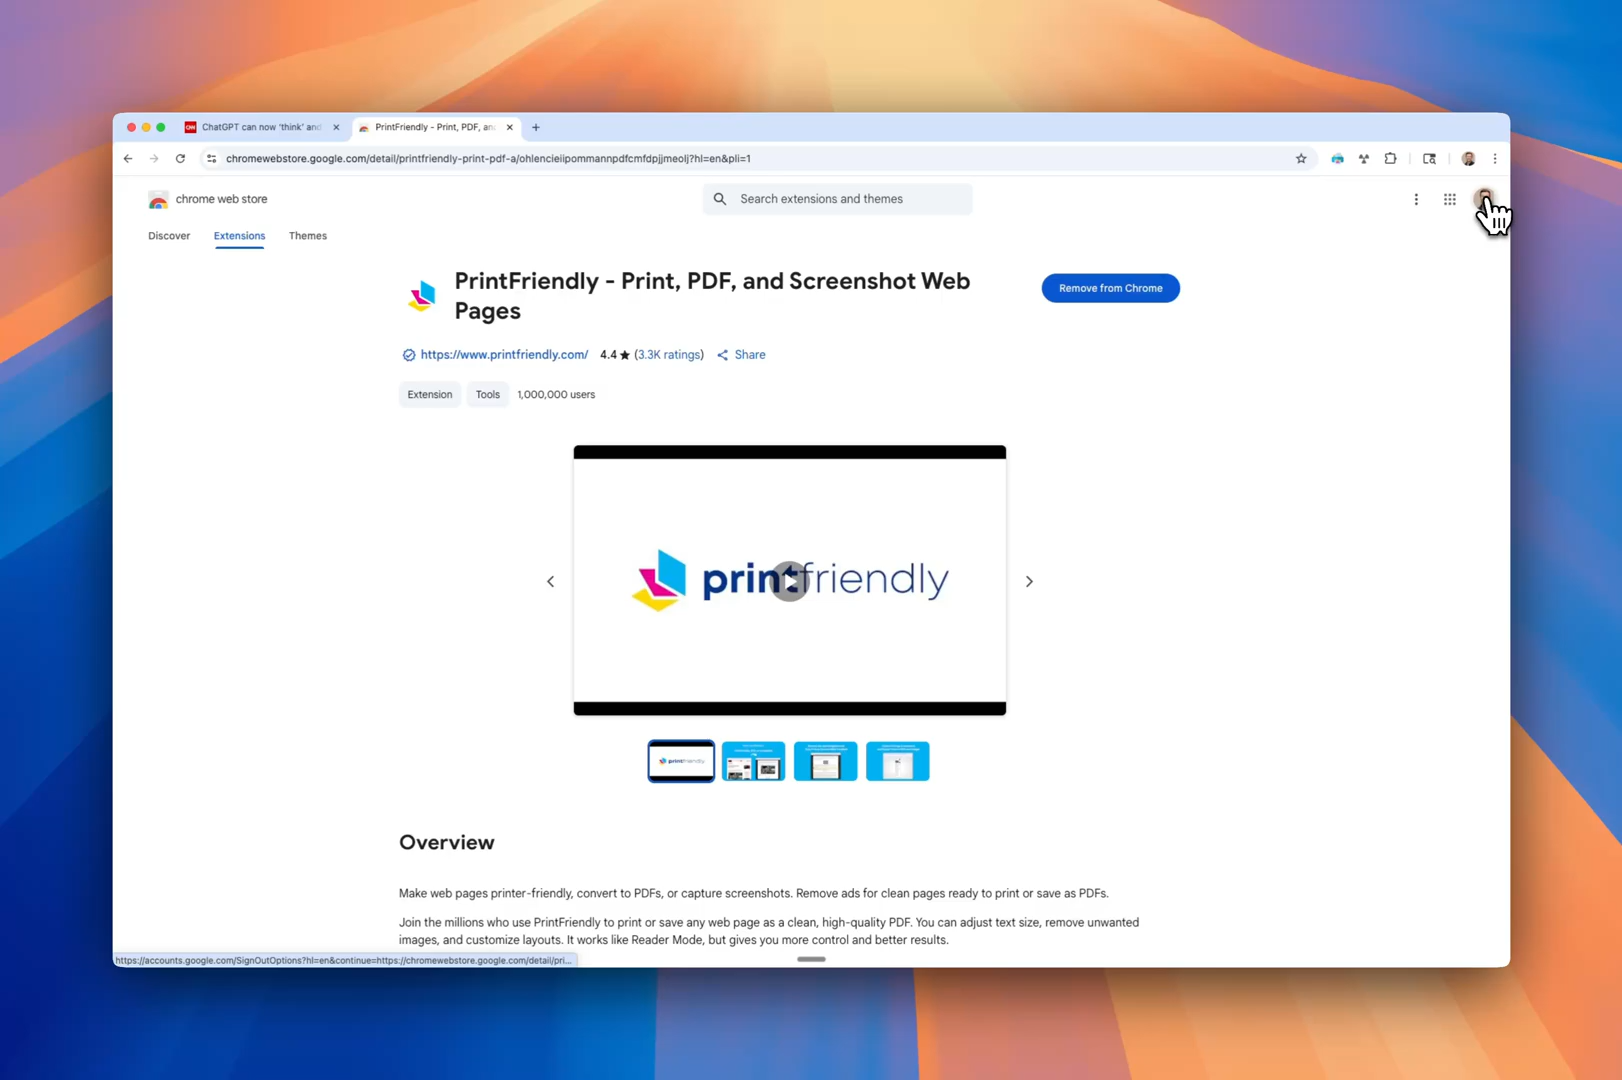 ChatGPT can now 'think' and
PrintFriendly - Print, PDF, an
chromewebstore.google.com/detail/printfriendly-print-pdf-a/ohlencieiipommannpdfcmfdpjjmeolj?hl=en&pli=1
chrome web store
Search extensions and themes
Discover
Extensions
Themes
PrintFriendly - Print, PDF, and Screenshot Web
Pages
Remove from Chrome
https://www.printfriendly.com/ 4.4 ★ (3.3K ratings) Share
Extension Tools 1,000,000 users
printfriendly
printfriendly
Overview
Make web pages printer-friendly, convert to PDFs, or capture screenshots. Remove ads for clean pages ready to print or save as PDFs.
Join the millions who use PrintFriendly to print or save any web page as a clean, high-quality PDF. You can adjust text size, remove unwanted
images, and customize layouts. It works like Reader Mode, but gives you more control and better results.
https://accounts.google.com/SignOutOptions?hl=en&continue=https://chromewebstore.google.com/detail/pri...